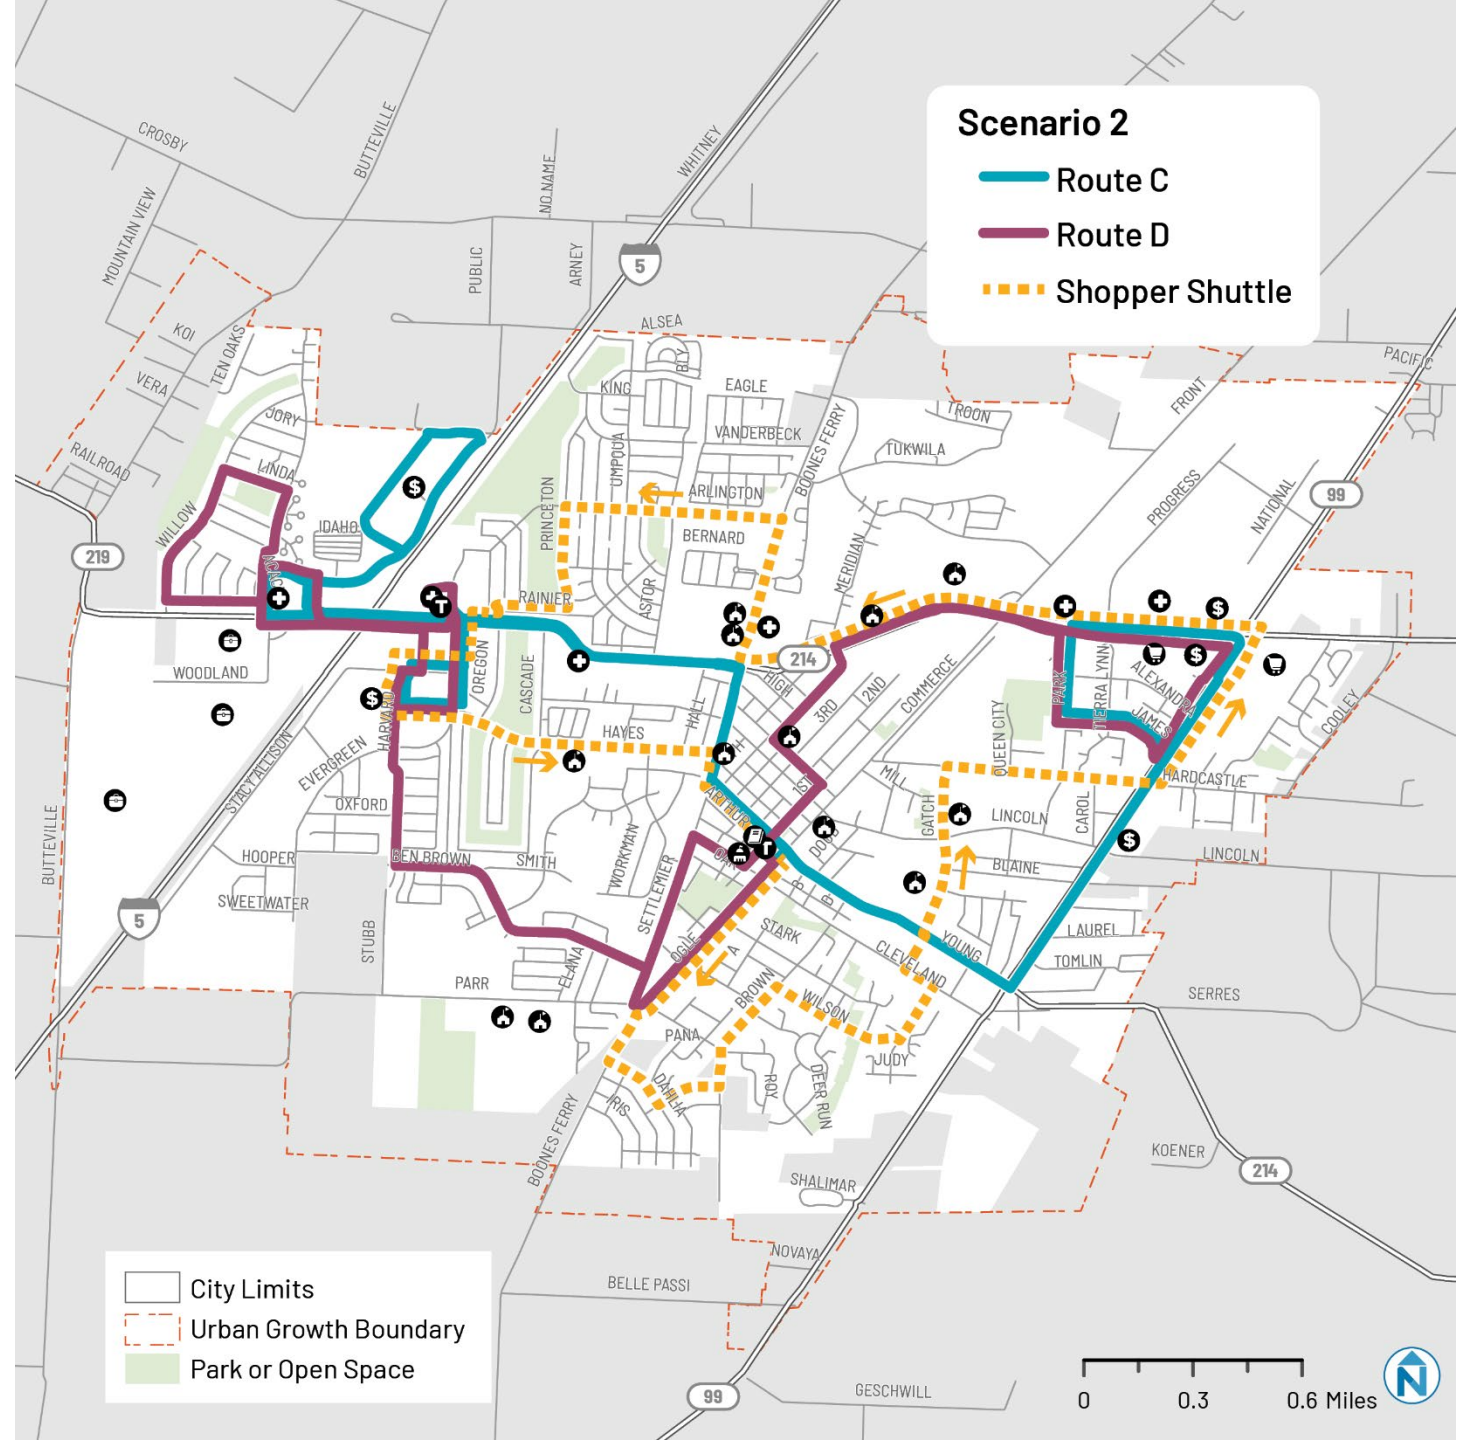 Scenario 2
Route C
Route D
Shopper Shuttle
CROSBY
BUTTEVILLE
NO NAME
WHITNEY
MOUNTAIN VIEW
PUBLIC
ARNEY
5
KOI
TEN OAKS
ALSEA
BLY
PACIFIC
VERA
KING
EAGLE
FRONT
JORY
TROON
VANDERBECK
BOONES FERRY
TUKWILA
RAILROAD
LINDA
UMPQUA
ARLINGTON
PROGRESS
NATIONAL
99
WILLOW
IDAHO
PRINCETON
BERNARD
MERIDIAN
219
RAINIER
ASTOR
214
WOODLAND
OREGON
CASCADE
HIGH
2ND
3RD
COMMERCE
PARK
TIERRA LYNN
ALEXANDRA
JAMES
COOLEY
HARVARD
HALL
HAYES
QUEEN CITY
STACY ALLISON
EVERGREEN
1ST
MILL
HARDCASTLE
OXFORD
ARTHUR
GATCH
LINCOLN
CAROL
BUTTEVILLE
HOOPER
BEN BROWN
SMITH
WORKMAN
OAK
BLAINE
LINCOLN
SWEETWATER
SETTLEMIER
B
5
STUBB
STARK
YOUNG
LAUREL
CLEVELAND
OGLE
A
TOMLIN
PARR
ELANA
BROWN
WILSON
SERRES
PANA
JUDY
DAHLIA
ROY
DEER RUN
IRIS
BOONES FERRY
KOENER
214
SHALIMAR
NOVAYA
BELLE PASSI
GESCHWILL
99
City Limits
Urban Growth Boundary
Park or Open Space
0 0.3 0.6 Miles
N